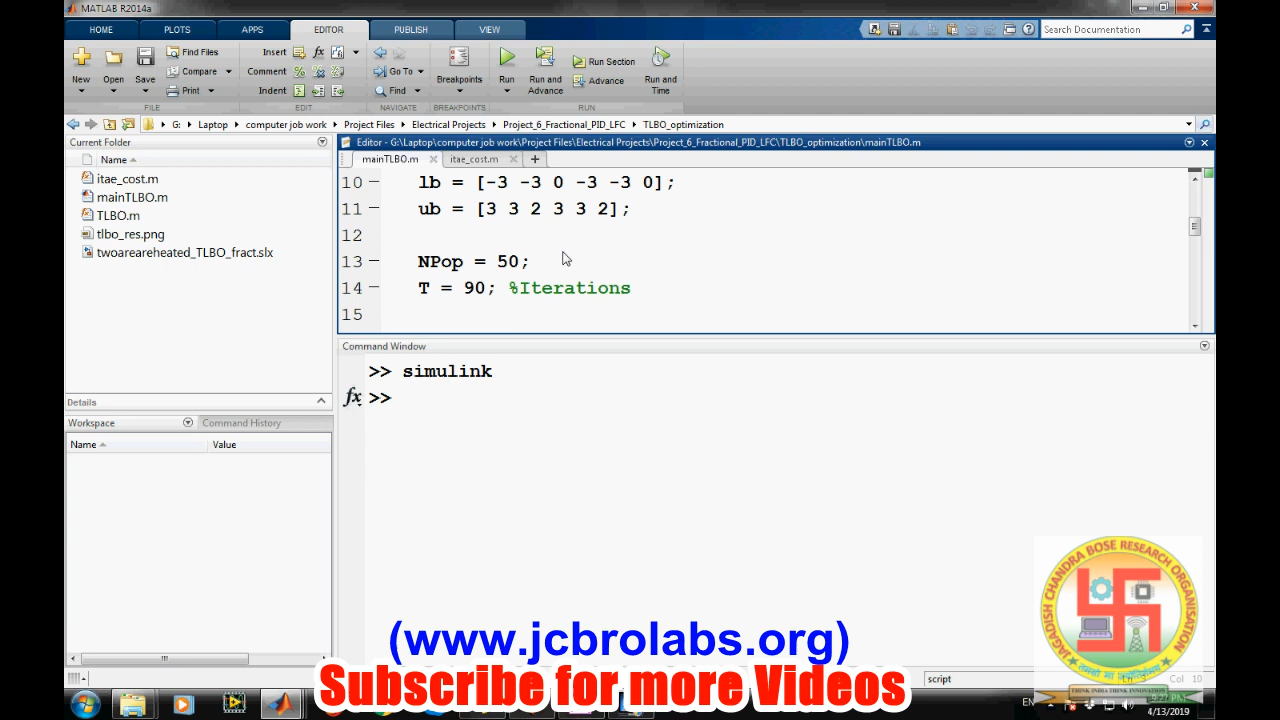 MATLAB R2014a
HOME PLOTS APPS EDITOR PUBLISH VIEW
Search Documentation
New Open Save Find Files Compare Print
Insert fx
Comment
Indent
Go To
Find
Breakpoints
Run Run and Advance Run Section Advance Run and Time
FILE EDIT NAVIGATE BREAKPOINTS RUN
G: Laptop computer job work Project Files Electrical Projects Project_6_Fractional_PID_LFC TLBO_optimization
Current Folder
Name
itae_cost.m
mainTLBO.m
TLBO.m
tlbo_res.png
twoareareheated_TLBO_fract.slx
Details
Workspace Command History
Name Value
Editor - G:\Laptop\computer job work\Project Files\Electrical Projects\Project_6_Fractional_PID_LFC\TLBO_optimization\mainTLBO.m
mainTLBO.m itae_cost.m
10 lb = [-3 -3 0 -3 -3 0];
11 ub = [3 3 2 3 3 2];
12
13 NPop = 50;
14 T = 90; %Iterations
15
Command Window
>> simulink
fx >>
script
Col 10
(www.jcbrolabs.org)
Subscribe for more Videos
JAGADISH CHANDRA BOSE RESEARCH ORGANISATION
THINK INDIA THINK INNOVATION
EN
4/13/2019